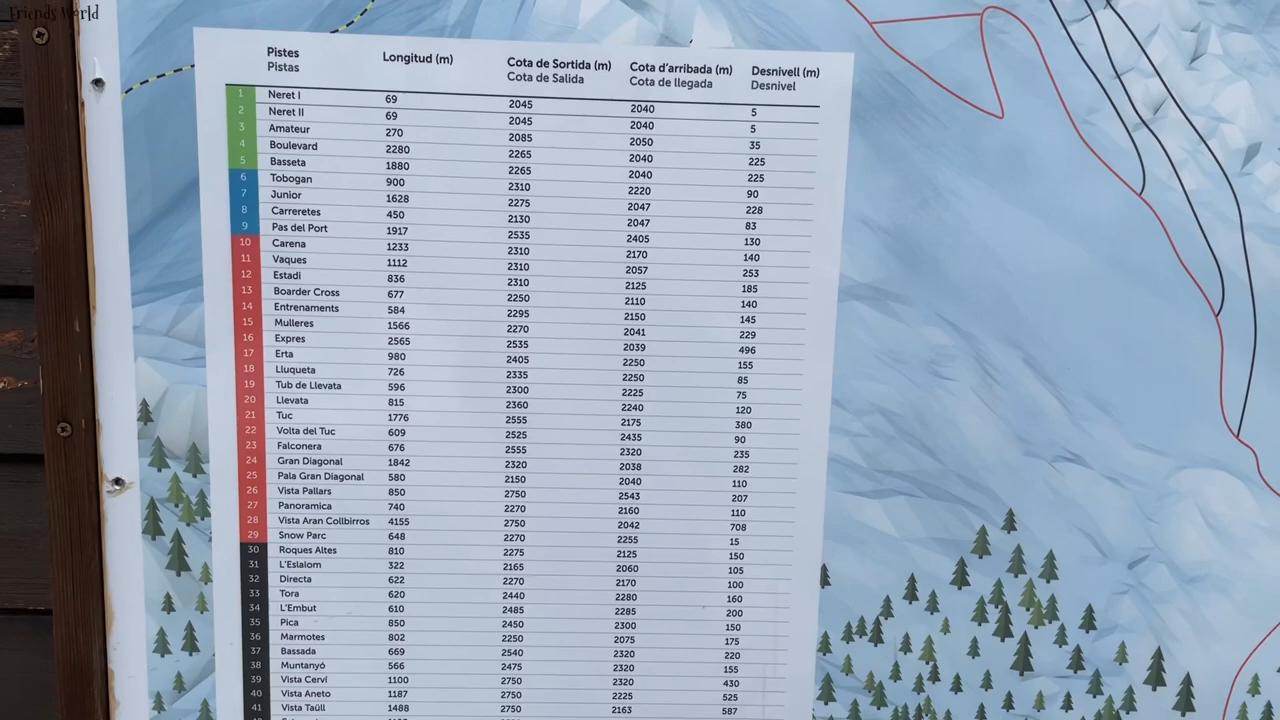 Friends World
Pistes Longitud (m) Cota de Sortida (m) Cota d'arribada (m) Desnivell (m)
Pistas Cota de Salida Cota de llegada Desnivel
1 Neret I 69 2045 2040 5
2 Neret II 69 2045 2040 5
3 Amateur 270 2085 2050 35
4 Boulevard 2280 2265 2040 225
5 Basseta 1880 2265 2040 225
6 Tobogan 900 2310 2220 90
7 Junior 1628 2275 2047 228
8 Carreretes 450 2130 2047 83
9 Pas del Port 1917 2535 2405 130
10 Carena 1233 2310 2170 140
11 Vaques 1112 2310 2057 253
12 Estadi 836 2310 2125 185
13 Boarder Cross 677 2250 2110 140
14 Entrenaments 584 2295 2150 145
15 Mulleres 1566 2270 2041 229
16 Expres 2565 2535 2039 496
17 Erta 980 2405 2250 155
18 Lluqueta 726 2335 2250 85
19 Tub de Llevata 596 2300 2225 75
20 Llevata 815 2360 2240 120
21 Tuc 1776 2555 2175 380
22 Volta del Tuc 609 2525 2435 90
23 Falconera 676 2555 2320 235
24 Gran Diagonal 1842 2320 2038 282
25 Pala Gran Diagonal 580 2150 2040 110
26 Vista Pallars 850 2750 2543 207
27 Panoramica 740 2270 2160 110
28 Vista Aran Collbirros 4155 2750 2042 708
29 Snow Parc 648 2270 2255 15
30 Roques Altes 810 2275 2125 150
31 L'Eslalom 322 2165 2060 105
32 Directa 622 2270 2170 100
33 Tora 620 2440 2280 160
34 L'Embut 610 2485 2285 200
35 Pica 850 2450 2300 150
36 Marmotes 802 2250 2075 175
37 Bassada 669 2540 2320 220
38 Muntanyó 566 2475 2320 155
39 Vista Cerví 1100 2750 2320 430
40 Vista Aneto 1187 2750 2225 525
41 Vista Taüll 1488 2750 2163 587